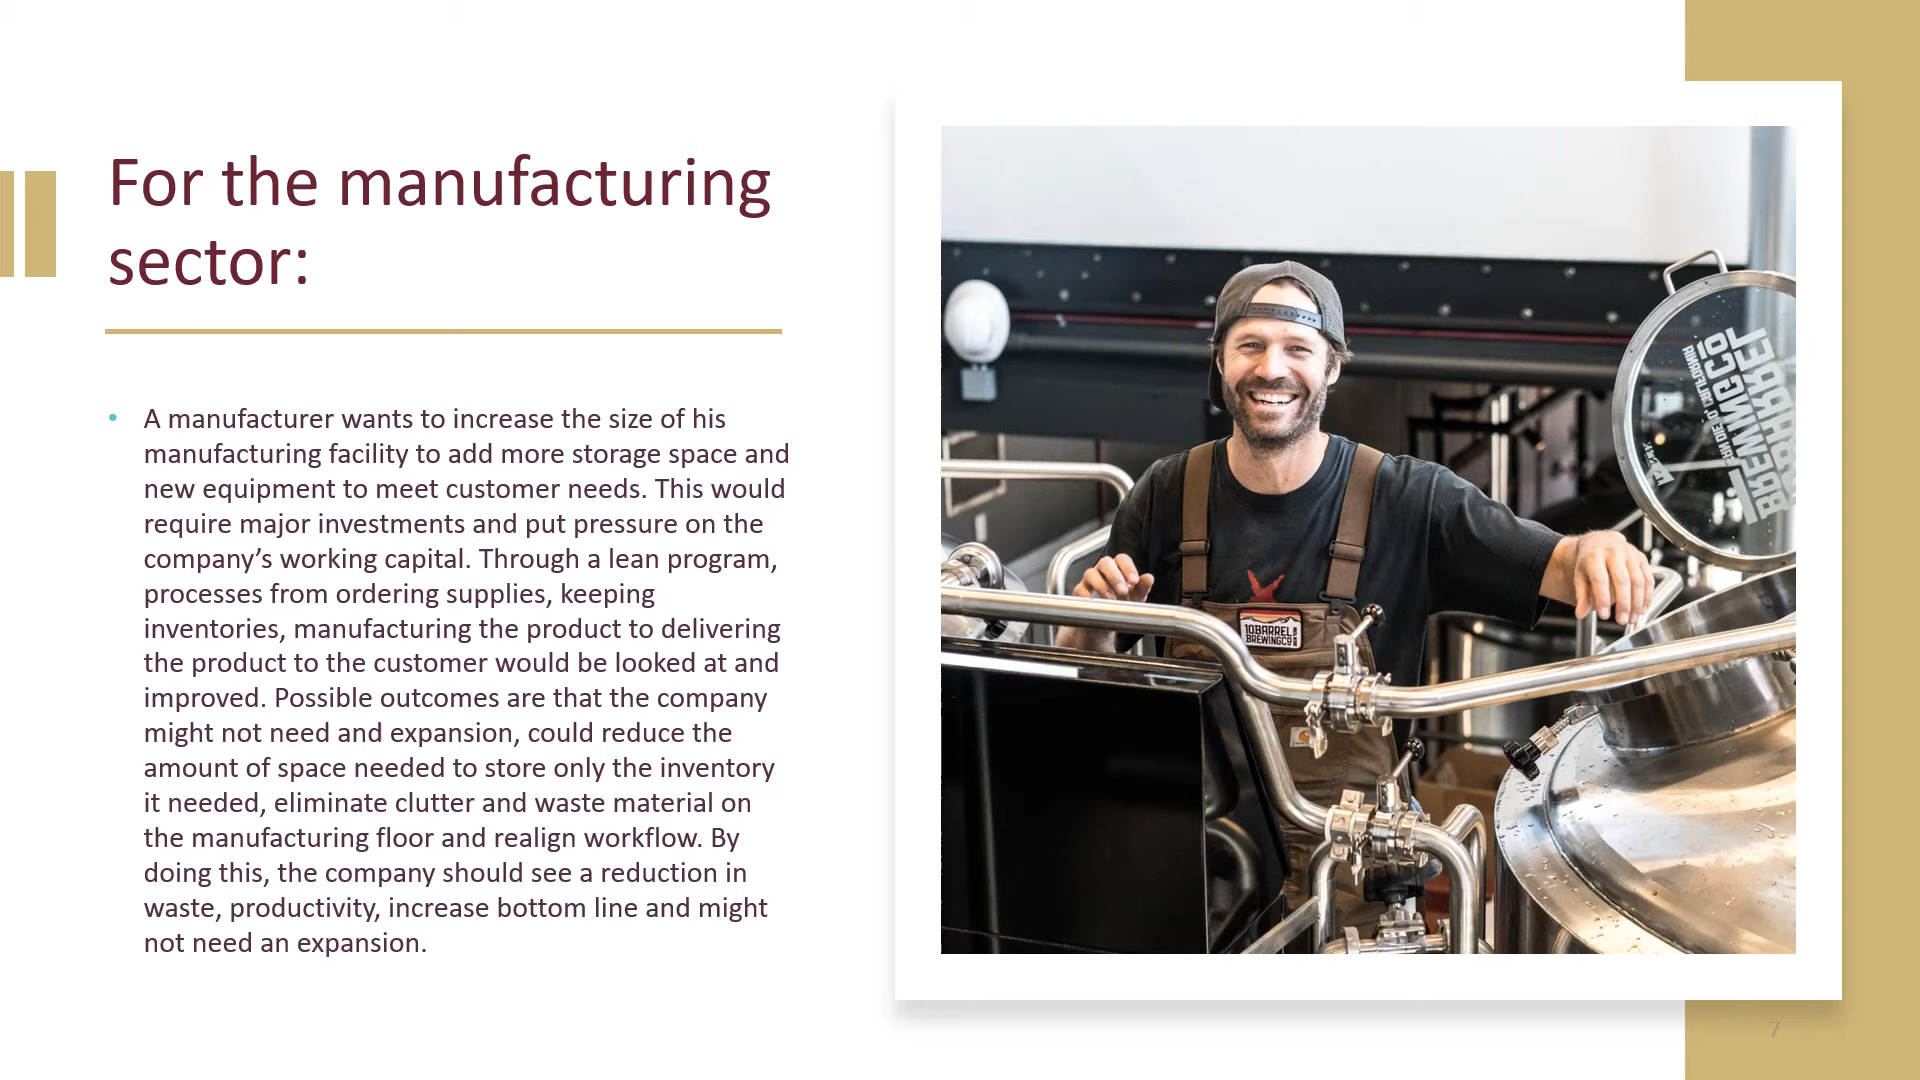 For the manufacturing
sector:
• A manufacturer wants to increase the size of his
manufacturing facility to add more storage space and
new equipment to meet customer needs. This would
require major investments and put pressure on the
company’s working capital. Through a lean program,
processes from ordering supplies, keeping
inventories, manufacturing the product to delivering
the product to the customer would be looked at and
improved. Possible outcomes are that the company
might not need and expansion, could reduce the
amount of space needed to store only the inventory
it needed, eliminate clutter and waste material on
the manufacturing floor and realign workflow. By
doing this, the company should see a reduction in
waste, productivity, increase bottom line and might
not need an expansion.
10 BARREL
BREWING CO
BREWING CO
7